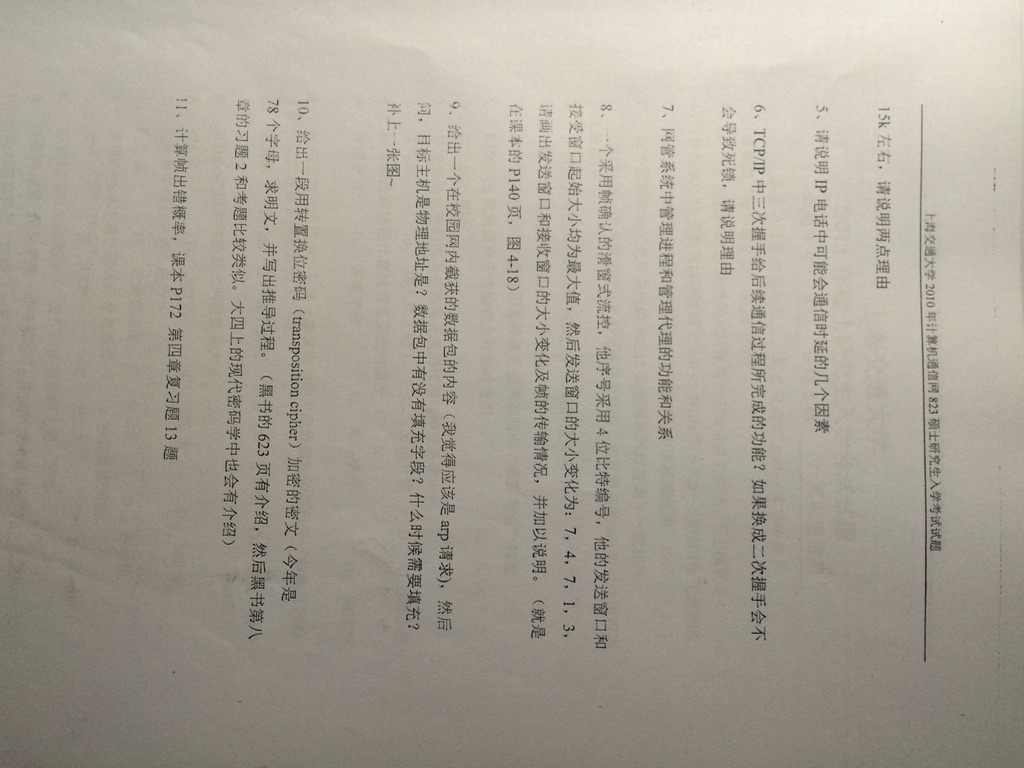 上海交通大学 2010 年计算机通信网 823 硕士研究生入学考试试题
15k 左右，请说明两点理由
5、请说明 IP 电话中可能会通信时延的几个因素
6、TCP/IP 中三次握手给后续通信过程所完成的功能？如果换成二次握手会不
会导致死锁，请说明理由
7、网管系统中管理进程和管理代理的功能和关系
8、一个采用帧确认的滑窗式流控，他序号采用 4 位比特编号，他的发送窗口和
接受窗口起始大小均为最大值，然后发送窗口的大小变化为：7，4，7，1，3，
请画出发送窗口和接收窗口的大小变化及帧的传输情况，并加以说明。（就是
在课本的 P140 页，图 4-18）
9、给出一个在校园网内截获的数据包的内容（我觉得应该是 arp 请求），然后
问，目标主机是物理地址是？数据包中有没有填充字段？什么时候需要填充？
补上一张图~
10、给出一段用转置换位密码（transposition cipher）加密的密文（今年是
78 个字母，求明文，并写出推导过程。（黑书的 623 页有介绍，然后黑书第八
章的习题 2 和考题比较类似。大四上的现代密码学中也会有介绍）
11、计算帧出错概率，课本 P172 第四章复习题 13 题